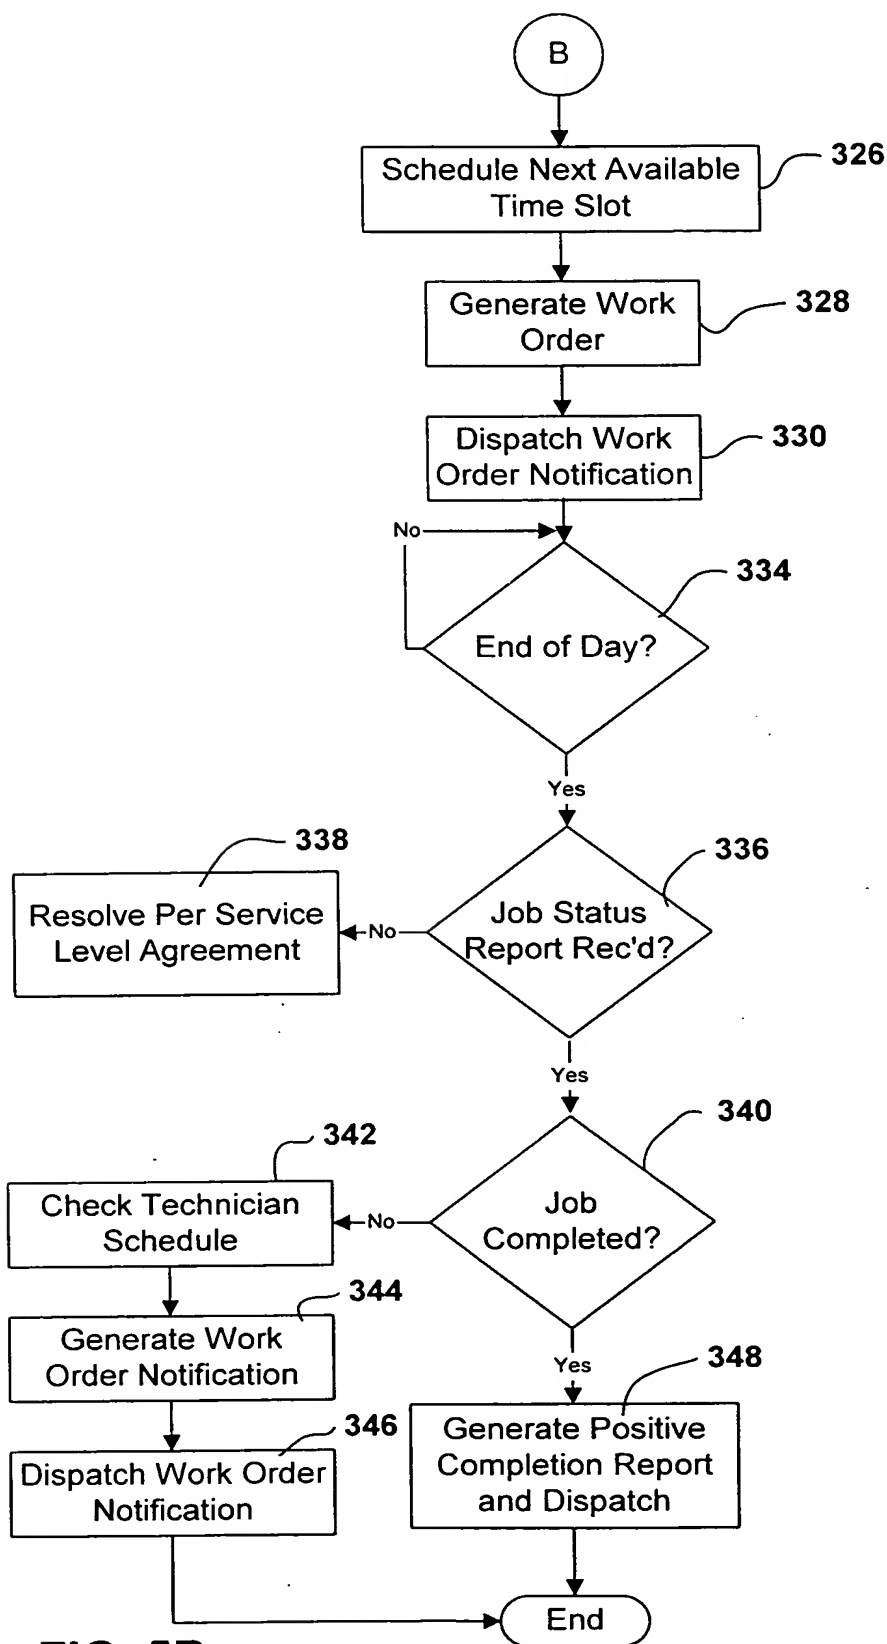 B
Schedule Next Available
Time Slot
326
Generate Work
Order
328
Dispatch Work
Order Notification
330
No
End of Day?
334
Yes
338
Resolve Per Service
Level Agreement
No
Job Status
Report Rec'd?
336
Yes
342
Check Technician
Schedule
No
Job
Completed?
340
344
Generate Work
Order Notification
Yes
346
Dispatch Work Order
Notification
348
Generate Positive
Completion Report
and Dispatch
End